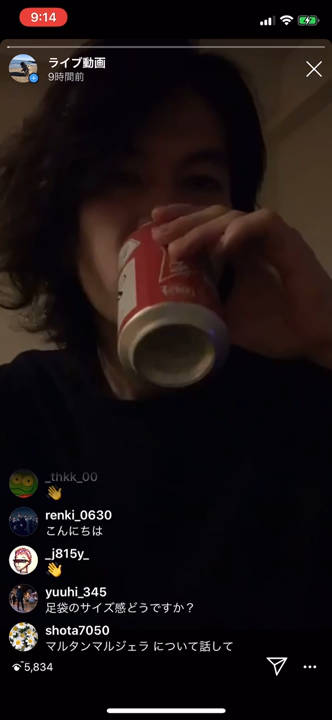 9:14
ライブ動画
9時間前
_thkk_00
👋
renki_0630
こんにちは
_j815y_
👋
yuuhi_345
足袋のサイズ感どうですか？
shota7050
マルタンマルジェラ について話して
5,834